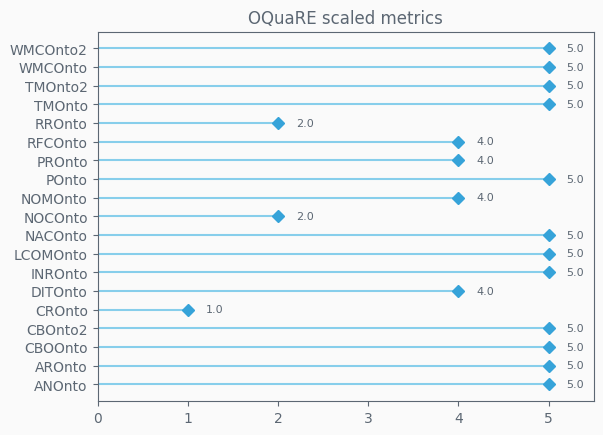 OQuaRE scaled metrics
WMCOnto2 5.0
WMCOnto 5.0
TMOnto2 5.0
TMOnto 5.0
RROnto 2.0
RFCOnto 4.0
PROnto 4.0
POnto 5.0
NOMOnto 4.0
NOCOnto 2.0
NACOnto 5.0
LCOMOnto 5.0
INROnto 5.0
DITOnto 4.0
CROnto 1.0
CBOnto2 5.0
CBOOnto 5.0
AROnto 5.0
ANOnto 5.0
0 1 2 3 4 5